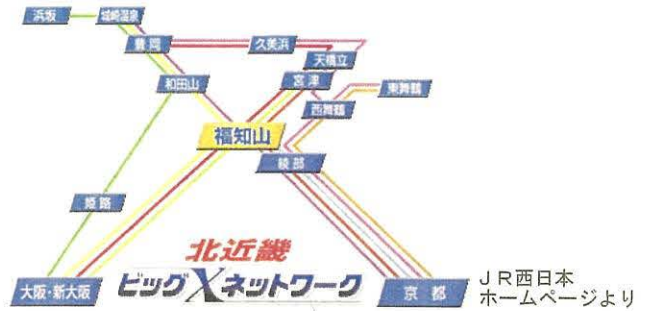 浜坂
城崎温泉
豊岡
久美浜
天橋立
和田山
宮津
東舞鶴
西舞鶴
福知山
綾部
姫路
北近畿
ビッグXネットワーク
大阪・新大阪
京都
JR西日本
ホームページより